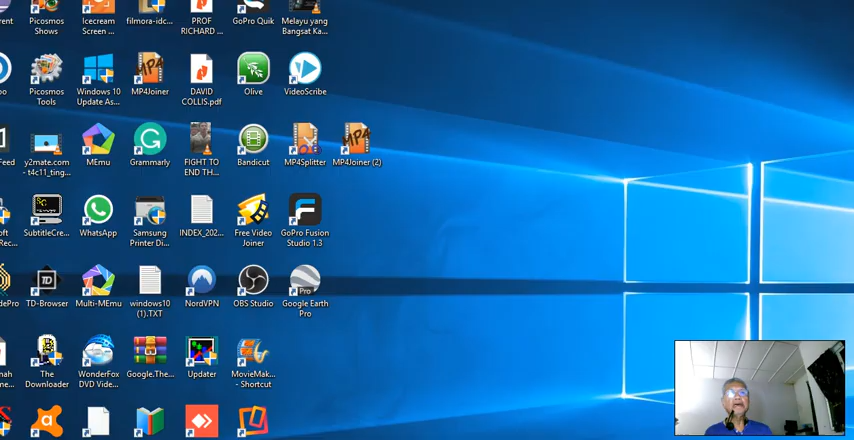 Picosmos
Shows
Icecream
Screen ...
filmora-idc...
PROF
RICHARD ...
GoPro Quik
Melayu yang
Bangsat Ka...
Picosmos
Tools
Windows 10
Update As...
MP4Joiner
DAVID
COLLIS.pdf
Olive
VideoScribe
Feed
y2mate.com
- t4c11_ting...
MEmu
Grammarly
FIGHT TO
END TH...
Bandicut
MP4Splitter
MP4Joiner (2)
SubtitleCre...
WhatsApp
Samsung
Printer Di...
INDEX_202...
Free Video
Joiner
GoPro Fusion
Studio 1.3
TD-Browser
Multi-MEmu
windows10
(1).TXT
NordVPN
OBS Studio
Google Earth
Pro
The
Downloader
WonderFox
DVD Vide...
Google.The...
Updater
MovieMak...
- Shortcut